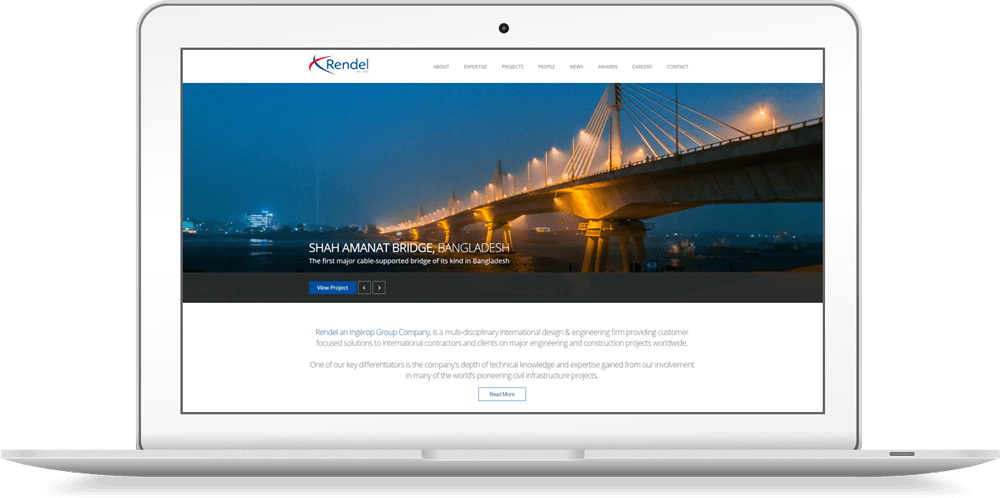 Rendel
ABOUT EXPERTISE PROJECTS PEOPLE NEWS AWARDS CAREERS CONTACT
SHAH AMANAT BRIDGE, BANGLADESH
The first major cable-supported bridge of its kind in Bangladesh
View Project
Rendel an Ingérop Group Company, is a multi-disciplinary international design & engineering firm providing customer
focused solutions to international contractors and clients on major engineering and construction projects worldwide.
One of our key differentiators is the company's depth of technical knowledge and expertise gained from our involvement
in many of the world's pioneering civil infrastructure projects.
Read More